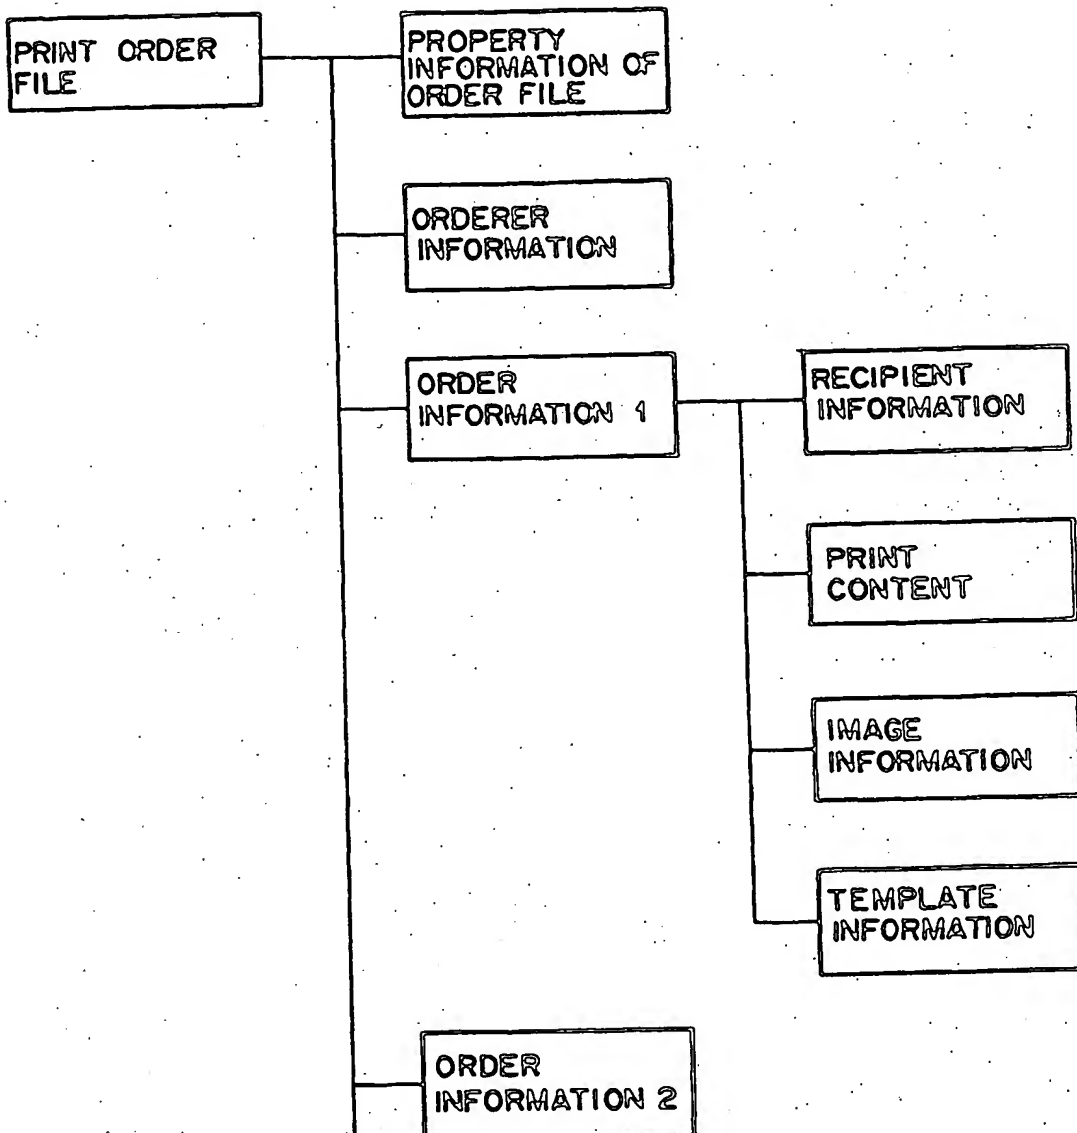 PRINT ORDER
FILE
PROPERTY
INFORMATION OF
ORDER FILE
ORDERER
INFORMATION
ORDER
INFORMATION 1
RECIPIENT
INFORMATION
PRINT
CONTENT
IMAGE
INFORMATION
TEMPLATE
INFORMATION
ORDER
INFORMATION 2